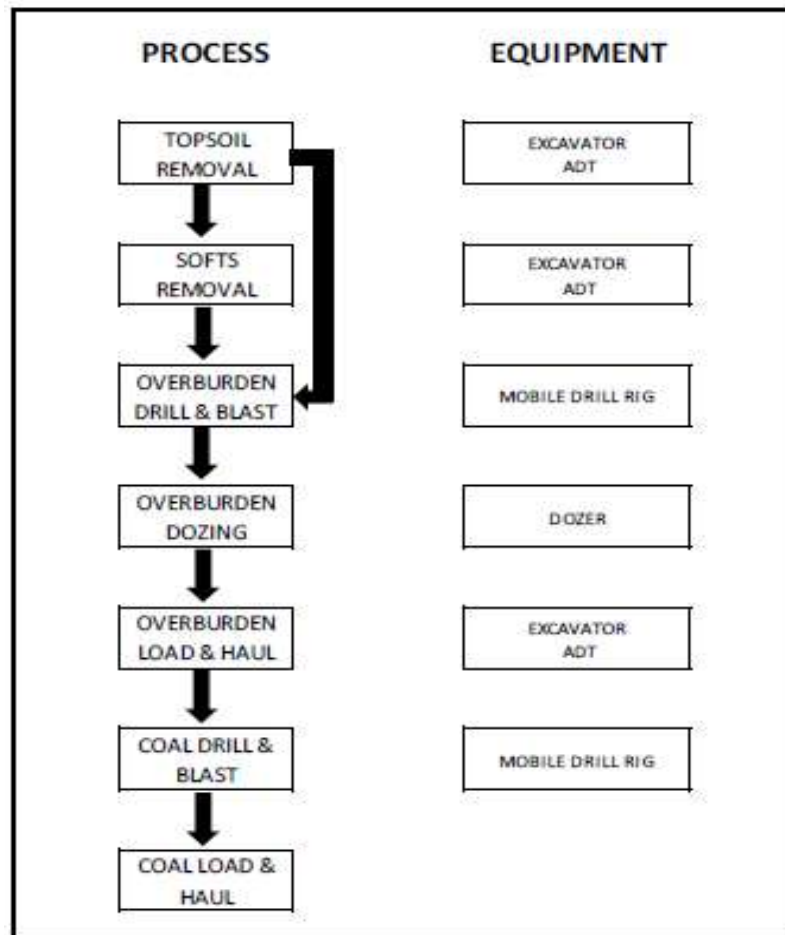 PROCESS
EQUIPMENT
TOPSOIL
REMOVAL
EXCAVATOR
ADT
SOFTS
REMOVAL
EXCAVATOR
ADT
OVERBURDEN
DRILL & BLAST
MOBILE DRILL RIG
OVERBURDEN
DOZING
DOZER
OVERBURDEN
LOAD & HAUL
EXCAVATOR
ADT
COAL DRILL &
BLAST
MOBILE DRILL RIG
COAL LOAD &
HAUL